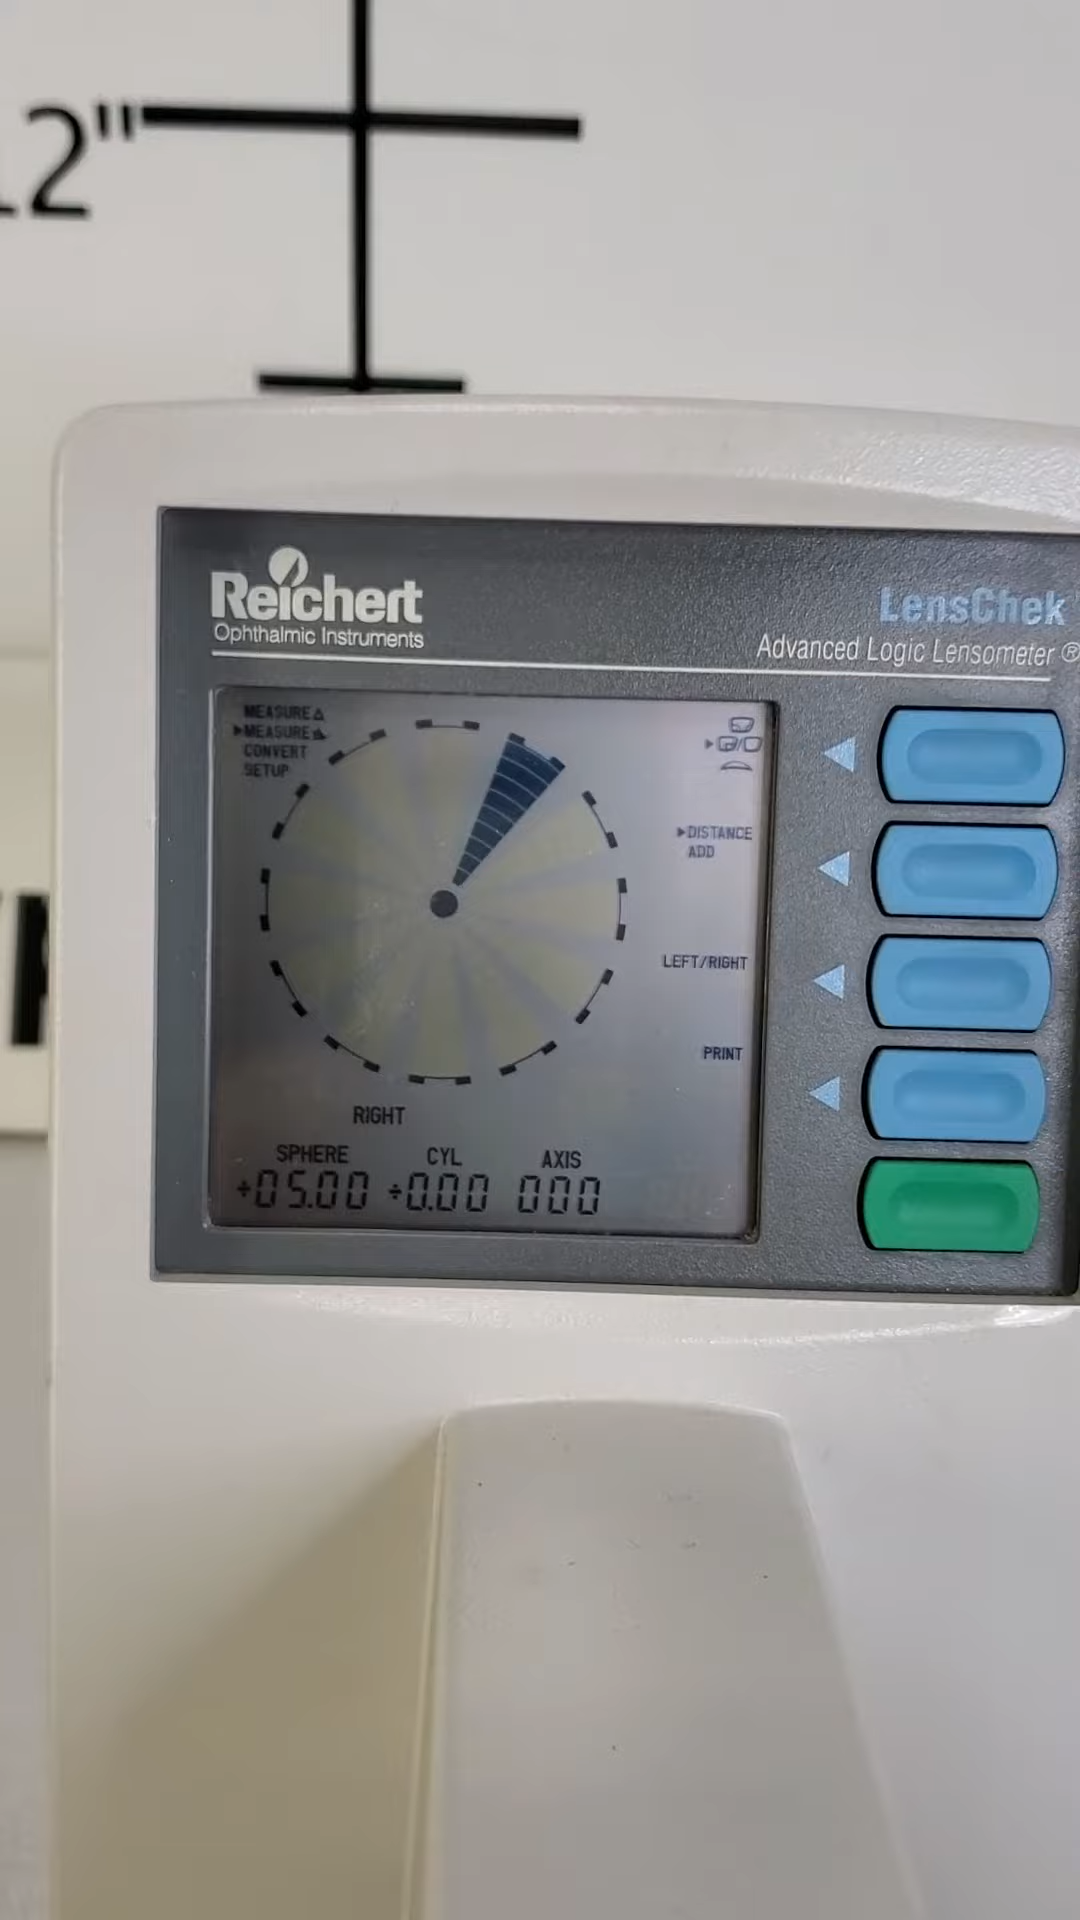 12"
Reichert
Ophthalmic Instruments
LensChek
Advanced Logic Lensometer ®
MEASURE
MEASURE
CONVERT
SETUP
DISTANCE
ADD
LEFT/RIGHT
PRINT
RIGHT
SPHERE CYL AXIS
+05.00 +0.00 000